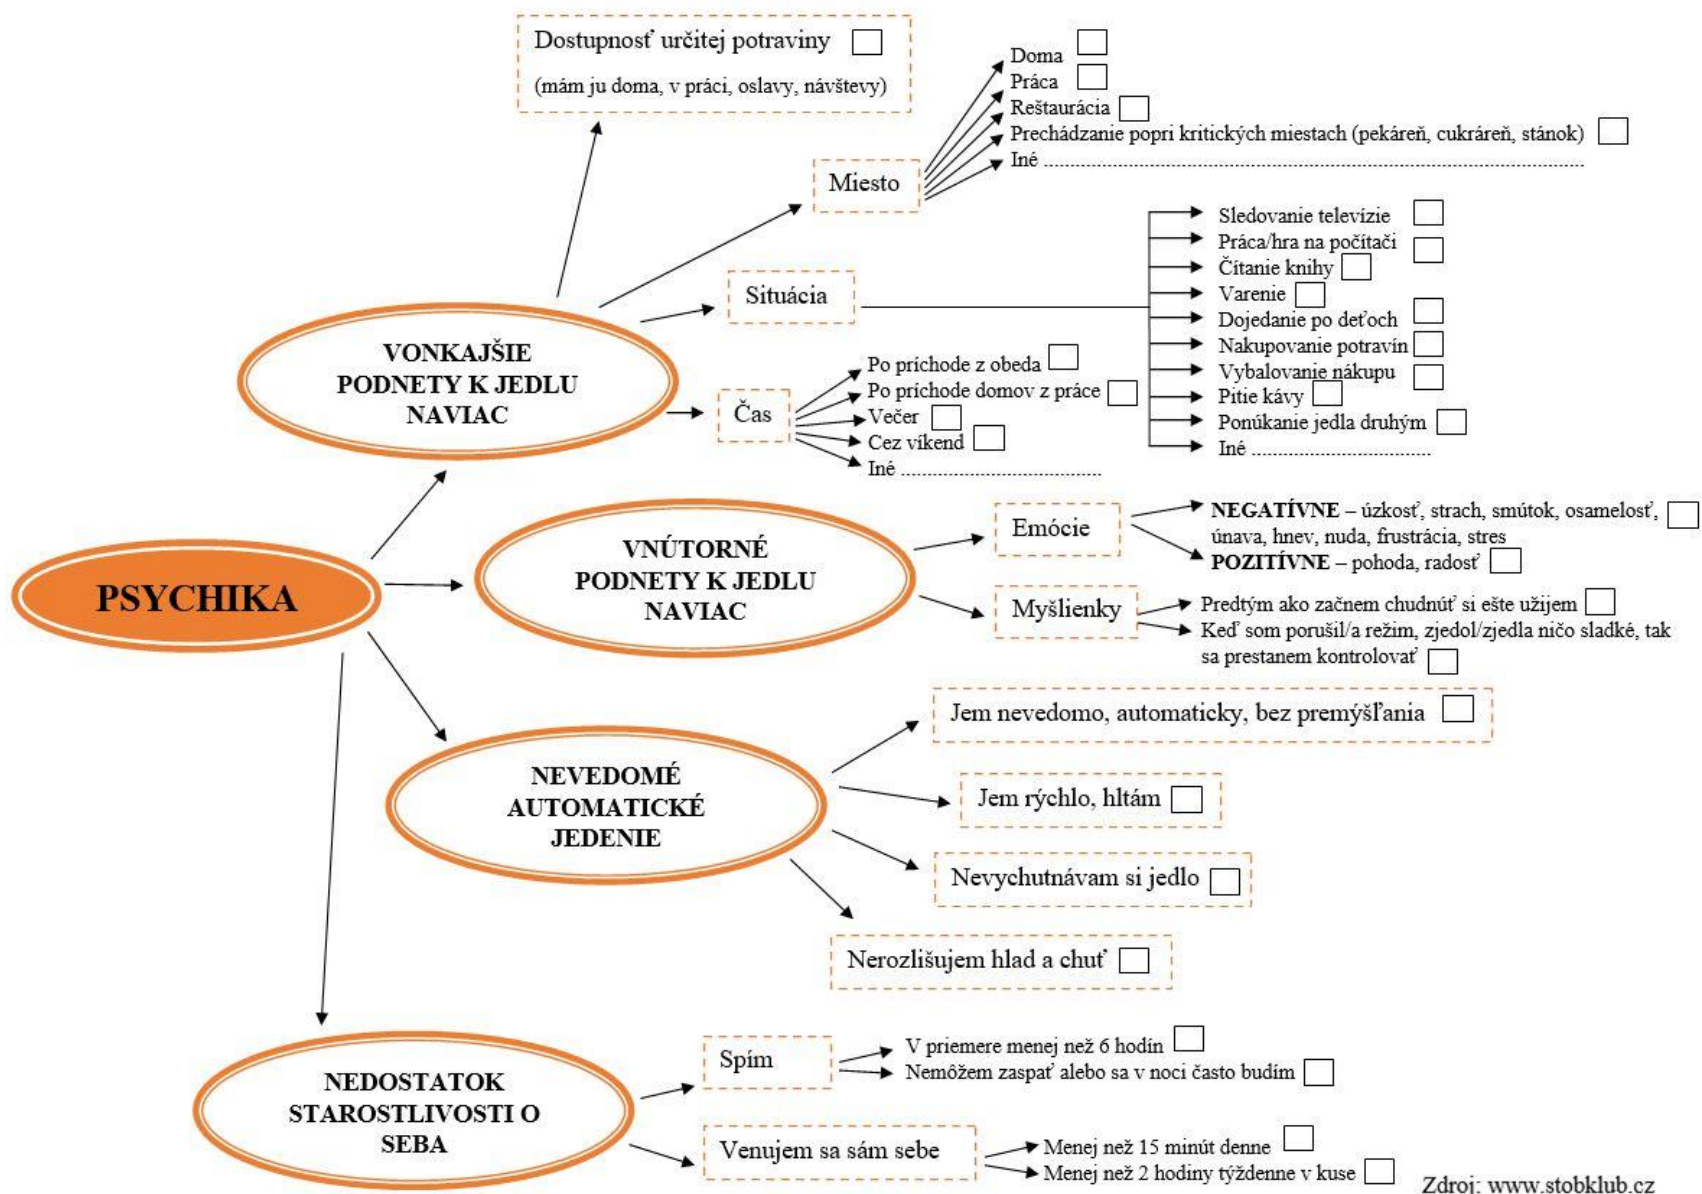 PSYCHIKA
VONKAJŠIE
PODNETY K JEDLU
NAVIAC
Dostupnosť určitej potraviny
(mám ju doma, v práci, oslavy, návštevy)
Miesto
Doma
Práca
Reštaurácia
Prechádzanie popri kritických miestach (pekáreň, cukráreň, stánok)
Iné ................................................................
Situácia
Sledovanie televízie
Práca/hra na počítači
Čítanie knihy
Varenie
Dojedanie po deťoch
Nakupovanie potravín
Vybalovanie nákupu
Pitie kávy
Ponúkanie jedla druhým
Iné ....................................
Čas
Po príchode z obeda
Po príchode domov z práce
Večer
Cez víkend
Iné ........................................
VNÚTORNÉ
PODNETY K JEDLU
NAVIAC
Emócie
NEGATÍVNE – úzkosť, strach, smútok, osamelosť,
únava, hnev, nuda, frustrácia, stres
POZITÍVNE – pohoda, radosť
Myšlienky
Predtým ako začnem chudnúť si ešte užijem
Keď som porušil/a režim, zjedol/zjedla ničo sladké, tak
sa prestanem kontrolovať
NEVEDOMÉ
AUTOMATICKÉ
JEDENIE
Jem nevedomo, automaticky, bez premýšľania
Jem rýchlo, hltám
Nevychutnávam si jedlo
Nerozlišujem hlad a chuť
NEDOSTATOK
STAROSTLIVOSTI O
SEBA
Spím
V priemere menej než 6 hodín
Nemôžem zaspať alebo sa v noci často budím
Venujem sa sám sebe
Menej než 15 minút denne
Menej než 2 hodiny týždenne v kuse
Zdroj: www.stobklub.cz